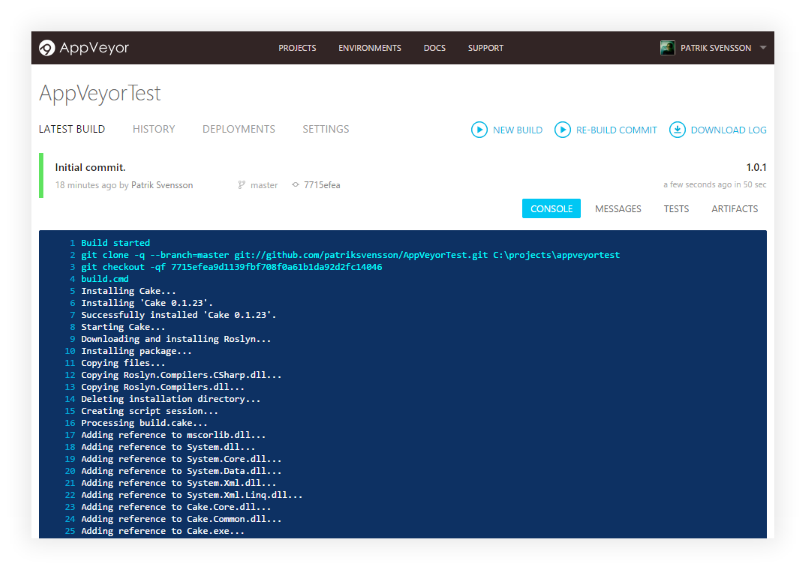 AppVeyor PROJECTS ENVIRONMENTS DOCS SUPPORT PATRIK SVENSSON
AppVeyorTest
LATEST BUILD HISTORY DEPLOYMENTS SETTINGS NEW BUILD RE-BUILD COMMIT DOWNLOAD LOG
Initial commit. 1.0.1
18 minutes ago by Patrik Svensson master 7715efea a few seconds ago in 50 sec
CONSOLE MESSAGES TESTS ARTIFACTS
1 Build started
2 git clone -q --branch=master git://github.com/patriksvensson/AppVeyorTest.git C:\projects\appveyortest
3 git checkout -qf 7715efea9d1139fbf708f0a61b1da92d2fc14046
4 build.cmd
5 Installing Cake...
6 Installing 'Cake 0.1.23'.
7 Successfully installed 'Cake 0.1.23'.
8 Starting Cake...
9 Downloading and installing Roslyn...
10 Installing package...
11 Copying files...
12 Copying Roslyn.Compilers.CSharp.dll...
13 Copying Roslyn.Compilers.dll...
14 Deleting installation directory...
15 Creating script session...
16 Processing build.cake...
17 Adding reference to mscorlib.dll...
18 Adding reference to System.dll...
19 Adding reference to System.Core.dll...
20 Adding reference to System.Data.dll...
21 Adding reference to System.Xml.dll...
22 Adding reference to System.Xml.Linq.dll...
23 Adding reference to Cake.Core.dll...
24 Adding reference to Cake.Common.dll...
25 Adding reference to Cake.exe...